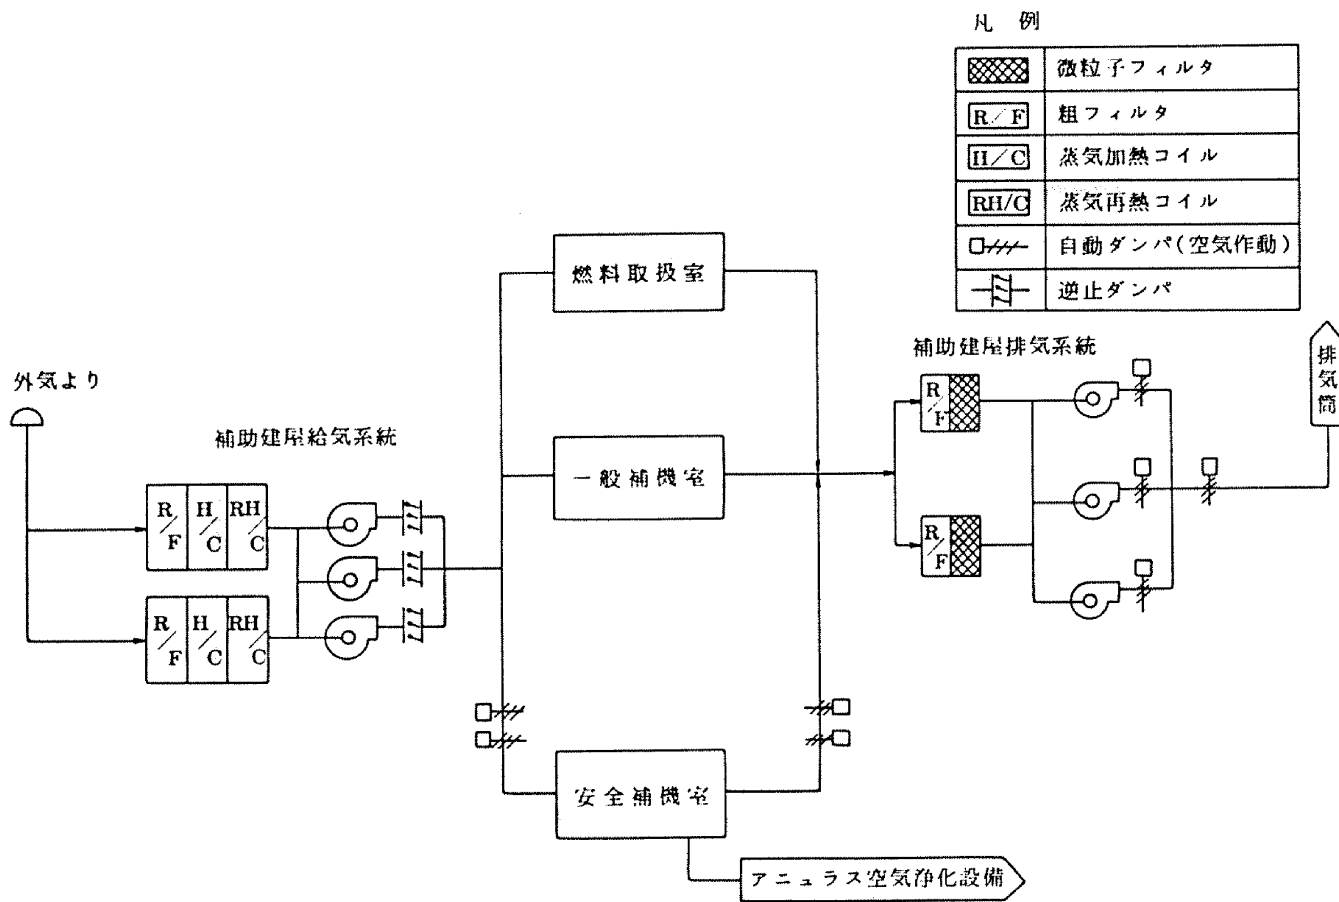 凡 例
微粒子フィルタ
R/F 粗フィルタ
H/C 蒸気加熱コイル
RH/C 蒸気再熱コイル
自動ダンパ(空気作動)
逆止ダンパ
燃料取扱室
補助建屋排気系統
排気筒
外気より
R/F
補助建屋給気系統
一般補機室
R/F H/C RH/C
R/F
R/F H/C RH/C
安全補機室
アニュラス空気浄化設備